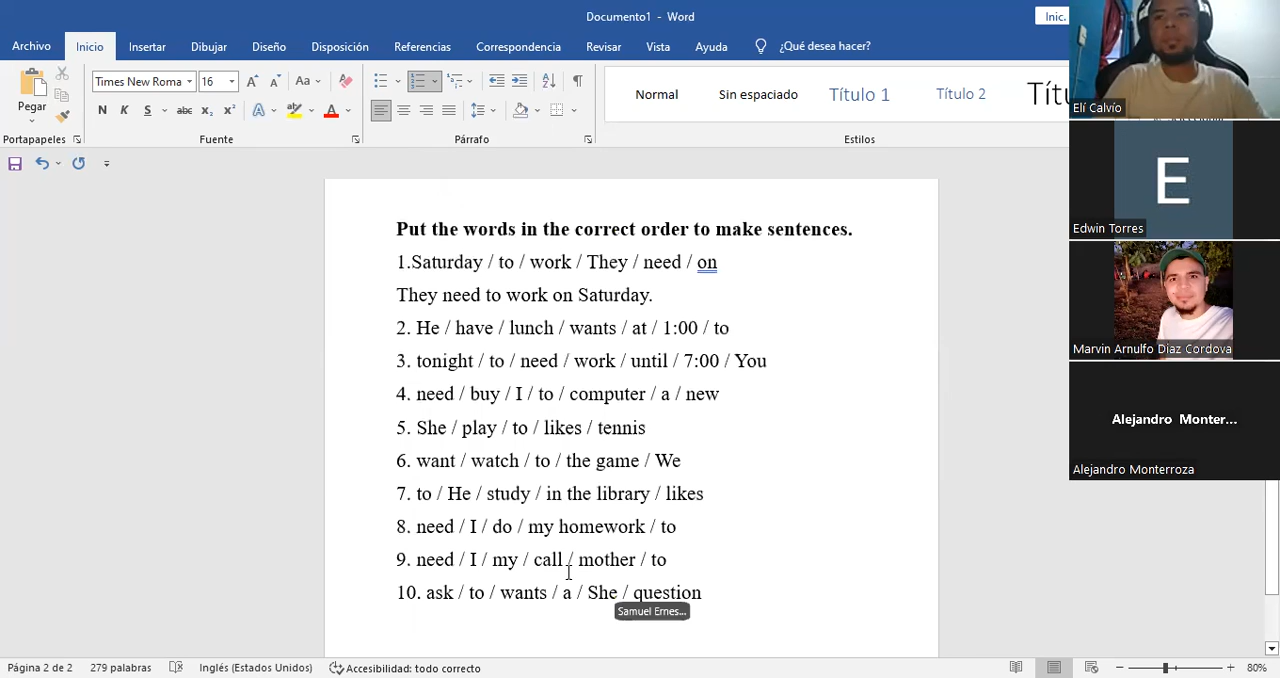 Documento1 - Word
Inic.
Archivo Inicio Insertar Dibujar Diseño Disposición Referencias Correspondencia Revisar Vista Ayuda ¿Qué desea hacer?
Pegar
Times New Roma 16
N K S abc x₂ x² A A
Aa
Normal Sin espaciado Título 1 Título 2 Títu
Portapapeles Fuente Párrafo Estilos
Put the words in the correct order to make sentences.
1.Saturday / to / work / They / need / on
They need to work on Saturday.
2. He / have / lunch / wants / at / 1:00 / to
3. tonight / to / need / work / until / 7:00 / You
4. need / buy / I / to / computer / a / new
5. She / play / to / likes / tennis
6. want / watch / to / the game / We
7. to / He / study / in the library / likes
8. need / I / do / my homework / to
9. need / I / my / call / mother / to
10. ask / to / wants / a / She / question
Samuel Ernes...
Elí Calvío
E
Edwin Torres
Marvin Arnulfo Diaz Cordova
Alejandro Monter...
Alejandro Monterroza
Página 2 de 2 279 palabras Inglés (Estados Unidos) Accesibilidad: todo correcto 80%